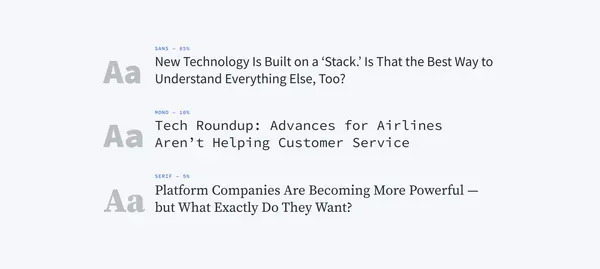 SANS — 85%
Aa
New Technology Is Built on a ‘Stack.’ Is That the Best Way to
Understand Everything Else, Too?
MONO — 10%
Aa
Tech Roundup: Advances for Airlines
Aren’t Helping Customer Service
SERIF — 5%
Aa
Platform Companies Are Becoming More Powerful —
but What Exactly Do They Want?